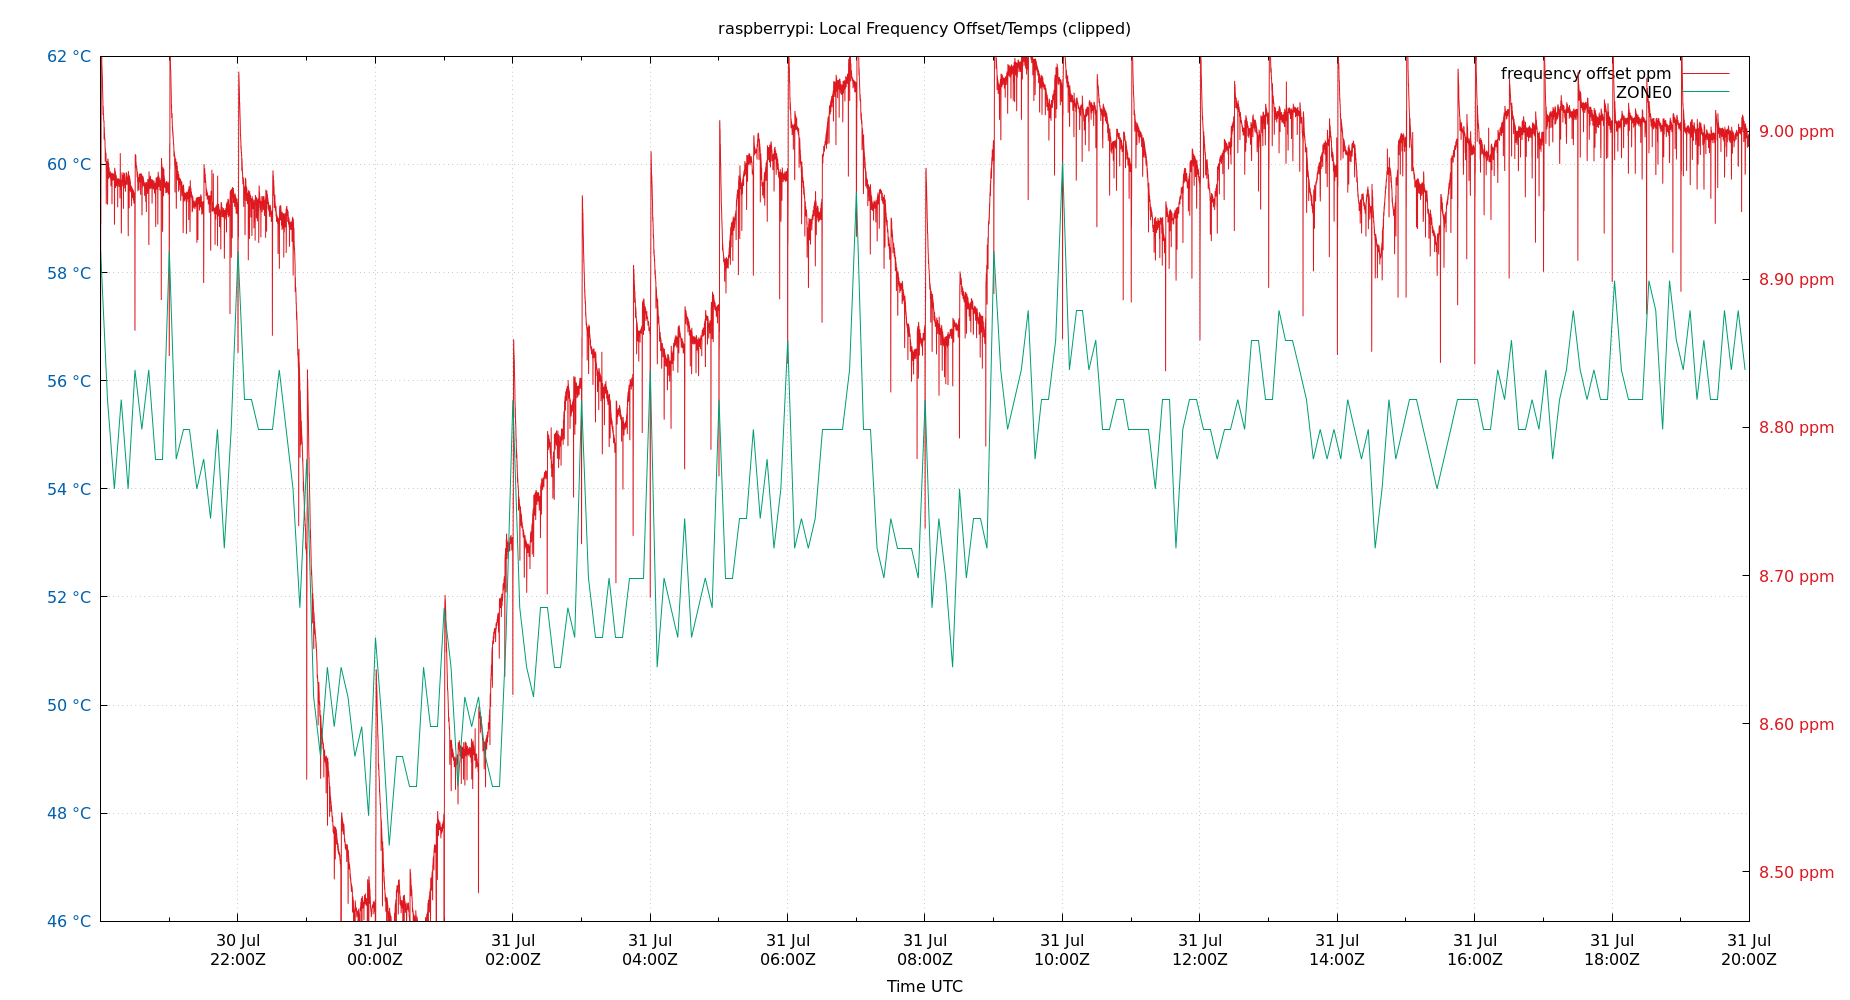 raspberrypi: Local Frequency Offset/Temps (clipped)
62 °C
60 °C
58 °C
56 °C
54 °C
52 °C
50 °C
48 °C
46 °C
frequency offset ppm
ZONE0
9.00 ppm
8.90 ppm
8.80 ppm
8.70 ppm
8.60 ppm
8.50 ppm
30 Jul
22:00Z
31 Jul
00:00Z
31 Jul
02:00Z
31 Jul
04:00Z
31 Jul
06:00Z
31 Jul
08:00Z
31 Jul
10:00Z
31 Jul
12:00Z
31 Jul
14:00Z
31 Jul
16:00Z
31 Jul
18:00Z
31 Jul
20:00Z
Time UTC